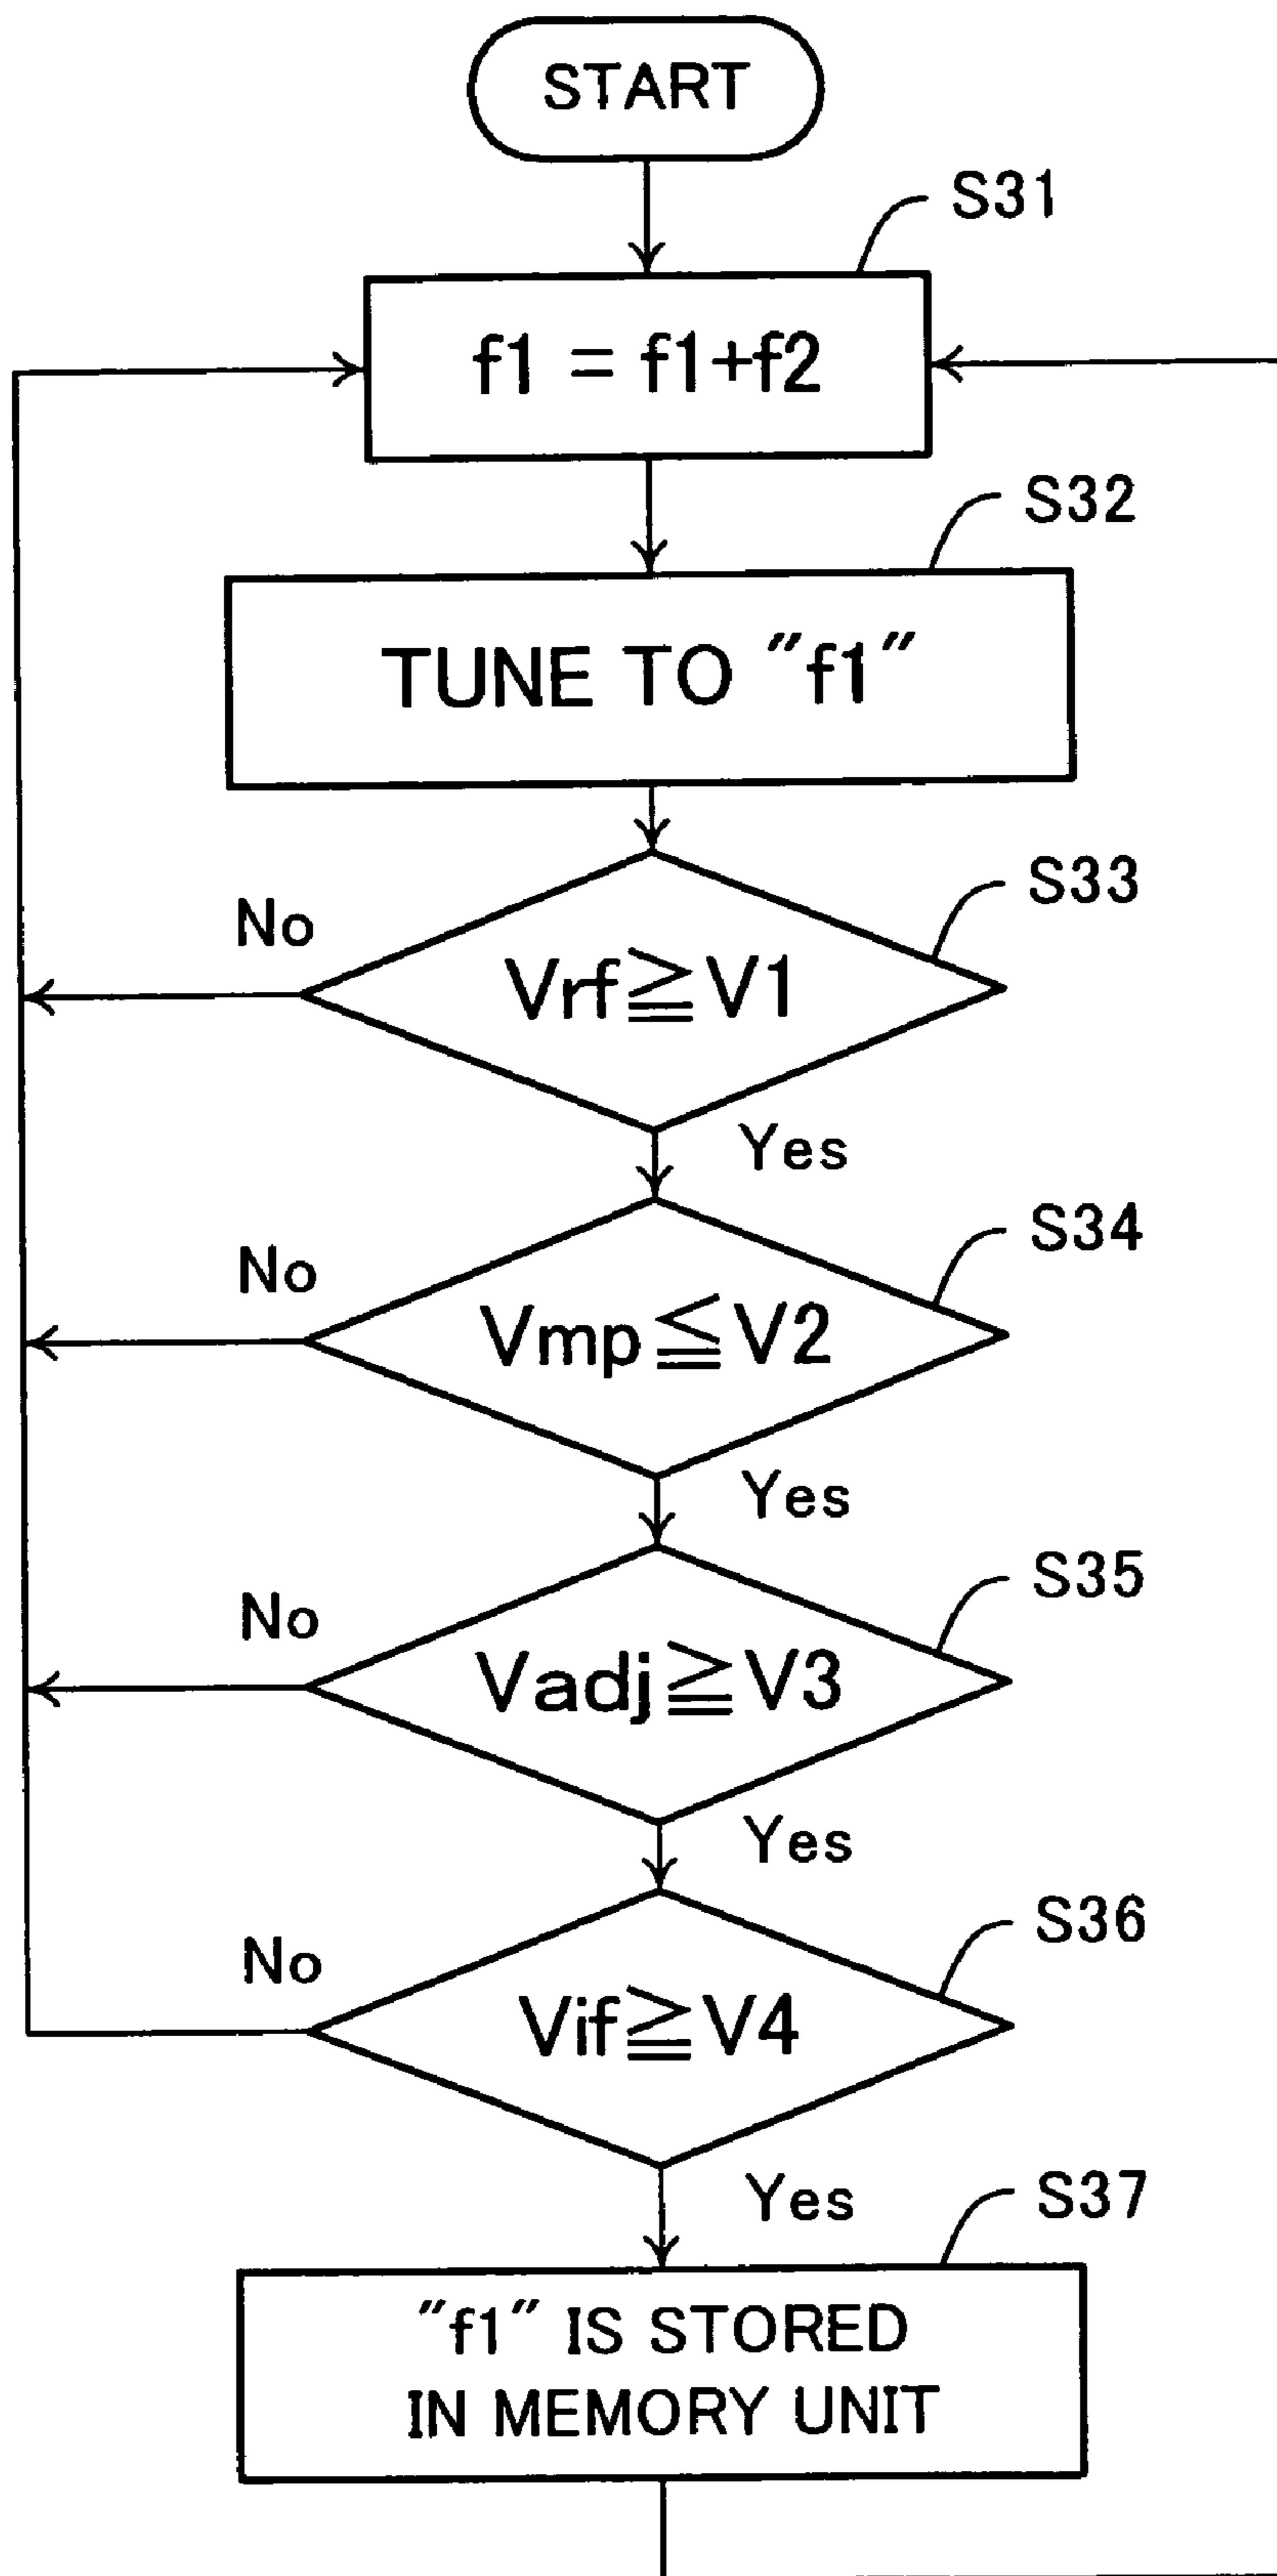 START
S31
f1 = f1+f2
S32
TUNE TO "f1"
S33
No
Vrf≧V1
Yes
S34
No
Vmp≦V2
Yes
S35
No
Vadj≧V3
Yes
S36
No
Vif≧V4
Yes
S37
"f1" IS STORED
IN MEMORY UNIT